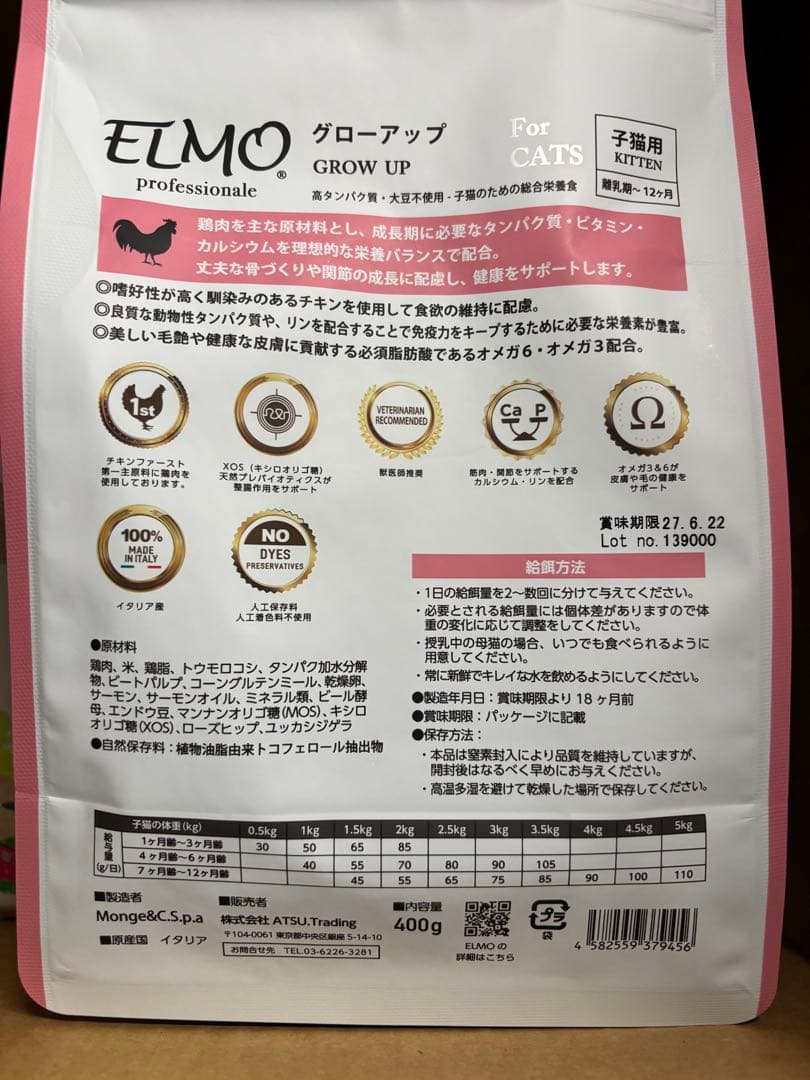 ELMO®
professionale
グローアップ
GROW UP
For
CATS
子猫用
KITTEN
離乳期～12ヶ月
高タンパク質・大豆不使用 - 子猫のための総合栄養食
鶏肉を主な原材料とし、成長期に必要なタンパク質・ビタミン・
カルシウムを理想的な栄養バランスで配合。
丈夫な骨づくりや関節の成長に配慮し、健康をサポートします。
◎嗜好性が高く馴染みのあるチキンを使用して食欲の維持に配慮。
◎良質な動物性タンパク質や、リンを配合することで免疫力をキープするために必要な栄養素が豊富。
◎美しい毛艶や健康な皮膚に貢献する必須脂肪酸であるオメガ6・オメガ3配合。
1st
チキンファースト
第一主原料に鶏肉を
使用しております。
XOS（キシロオリゴ糖）
天然プレバイオティクスが
整腸作用をサポート
VETERINARIAN
RECOMMENDED
獣医師推奨
Ca P
筋肉・関節をサポートする
カルシウム・リンを配合
Ω
オメガ3&6が
皮膚や毛の健康を
サポート
100%
MADE
IN ITALY
イタリア産
NO
DYES
PRESERVATIVES
人工保存料
人工着色料不使用
賞味期限27.6.22
Lot no.139000
●原材料
鶏肉、米、鶏脂、トウモロコシ、タンパク加水分解
物、ビートパルプ、コーングルテンミール、乾燥卵、
サーモン、サーモンオイル、ミネラル類、ビール酵
母、エンドウ豆、マンナンオリゴ糖(MOS)、キシロ
オリゴ糖(XOS)、ローズヒップ、ユッカシジゲラ
●自然保存料：植物油脂由来トコフェロール抽出物
給餌方法
・1日の給餌量を2～数回に分けて与えてください。
・必要とされる給餌量には個体差がありますので体
重の変化に応じて調整をしてください。
・授乳中の母猫の場合、いつでも食べられるように
用意してください。
・常に新鮮でキレイな水を飲めるようにしてください。
●製造年月日：賞味期限より18ヶ月前
●賞味期限：パッケージに記載
●保存方法：
・本品は窒素封入により品質を維持していますが、
開封後はなるべく早めにお与えください。
・高温多湿を避けて乾燥した場所で保存してください。
子猫の体重(kg) 0.5kg 1kg 1.5kg 2kg 2.5kg 3kg 3.5kg 4kg 4.5kg 5kg
給与量(g/日)
1ヶ月齢～3ヶ月齢 30 50 65 85
4ヶ月齢～6ヶ月齢 40 55 70 80 90 105
7ヶ月齢～12ヶ月齢 45 55 65 75 85 90 100 110
■製造者
Monge&C.S.p.a
■原産国 イタリア
■販売者
株式会社 ATSU.Trading
〒104-0061 東京都中央区銀座 5-14-10
お問合せ先 TEL.03-6226-3281
■内容量
400g
ELMOの
詳細はこちら
プラ
袋
4 582559 379456